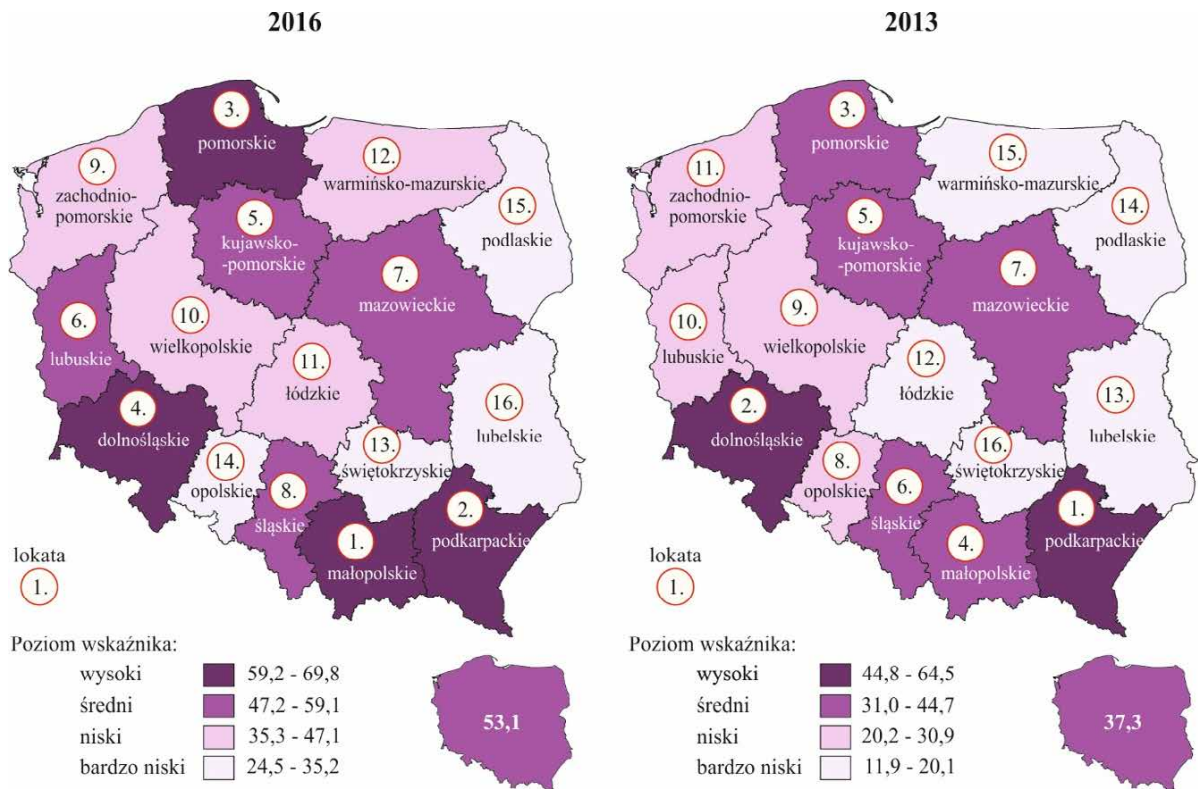 2016
3.
pomorskie
9.
zachodnio-
pomorskie
12.
warmińsko-mazurskie
15.
podlaskie
5.
kujawsko-
-pomorskie
7.
mazowieckie
6.
lubuskie
10.
wielkopolskie
11.
łódzkie
16.
lubelskie
4.
dolnośląskie
14.
opolskie
8.
śląskie
13.
świętokrzyskie
1.
małopolskie
2.
podkarpackie
lokata
1.
Poziom wskaźnika:
wysoki 59,2 - 69,8
średni 47,2 - 59,1
niski 35,3 - 47,1
bardzo niski 24,5 - 35,2
53,1
2013
3.
pomorskie
11.
zachodnio-
pomorskie
15.
warmińsko-mazurskie
14.
podlaskie
5.
kujawsko-
-pomorskie
7.
mazowieckie
10.
lubuskie
9.
wielkopolskie
12.
łódzkie
13.
lubelskie
2.
dolnośląskie
8.
opolskie
6.
śląskie
16.
świętokrzyskie
4.
małopolskie
1.
podkarpackie
lokata
1.
Poziom wskaźnika:
wysoki 44,8 - 64,5
średni 31,0 - 44,7
niski 20,2 - 30,9
bardzo niski 11,9 - 20,1
37,3